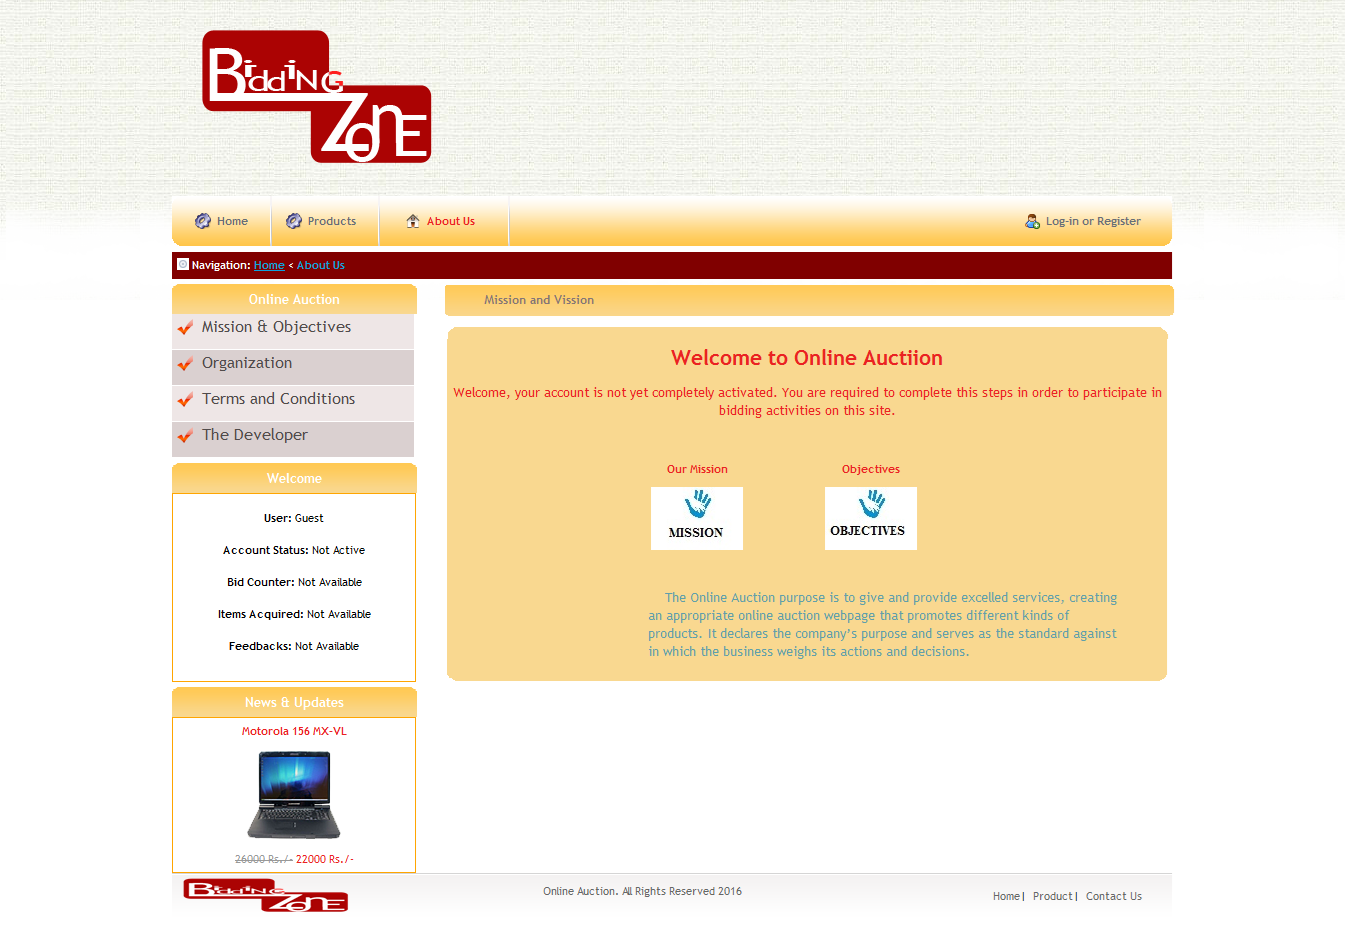 BiddiNG
ZonE
Home
Products
About Us
Log-in or Register
Navigation: Home < About Us
Online Auction
Mission & Objectives
Organization
Terms and Conditions
The Developer
Mission and Vission
Welcome to Online Auctiion
Welcome, your account is not yet completely activated. You are required to complete this steps in order to participate in
bidding activities on this site.
Our Mission
Objectives
MISSION
OBJECTIVES
The Online Auction purpose is to give and provide excelled services, creating
an appropriate online auction webpage that promotes different kinds of
products. It declares the company's purpose and serves as the standard against
in which the business weighs its actions and decisions.
Welcome
User: Guest
Account Status: Not Active
Bid Counter: Not Available
Items Acquired: Not Available
Feedbacks: Not Available
News & Updates
Motorola 156 MX-VL
26000 Rs./- 22000 Rs./-
BiddiNG
ZonE
Online Auction. All Rights Reserved 2016
Home| Product| Contact Us